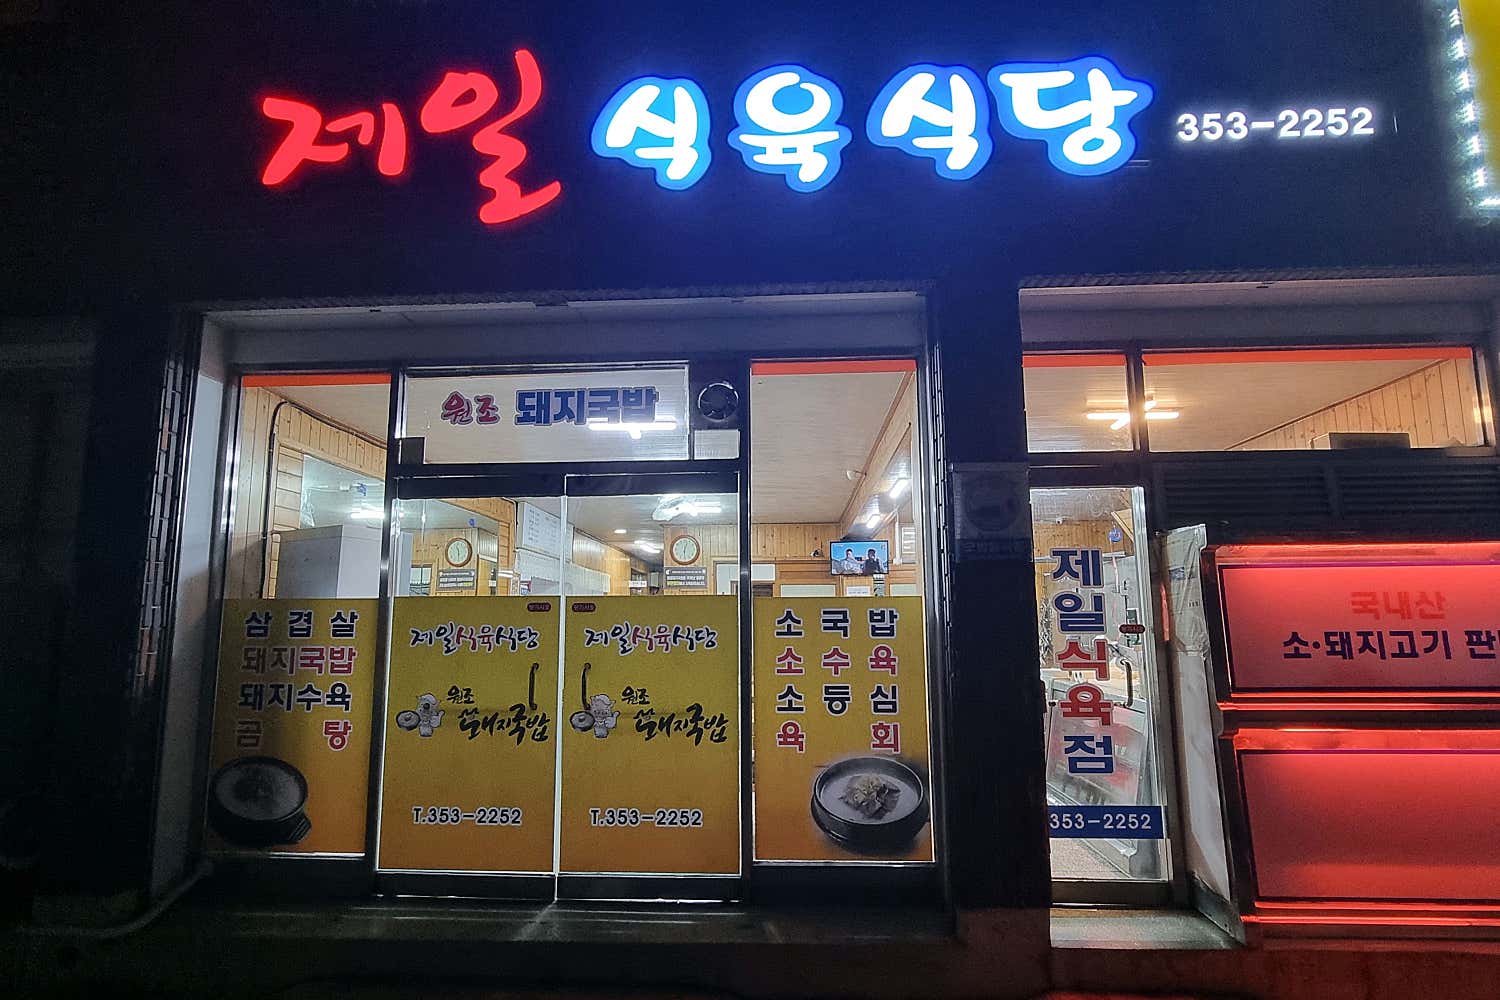 제일식육식당 353-2252
원조 돼지국밥
삼겹살
돼지국밥
돼지수육
곰탕
제일식육식당
원조
돼지국밥
T.353-2252
제일식육식당
원조
돼지국밥
T.353-2252
소국밥
소수육
소등심
육회
제일식육점
353-2252
국내산
소·돼지고기 판